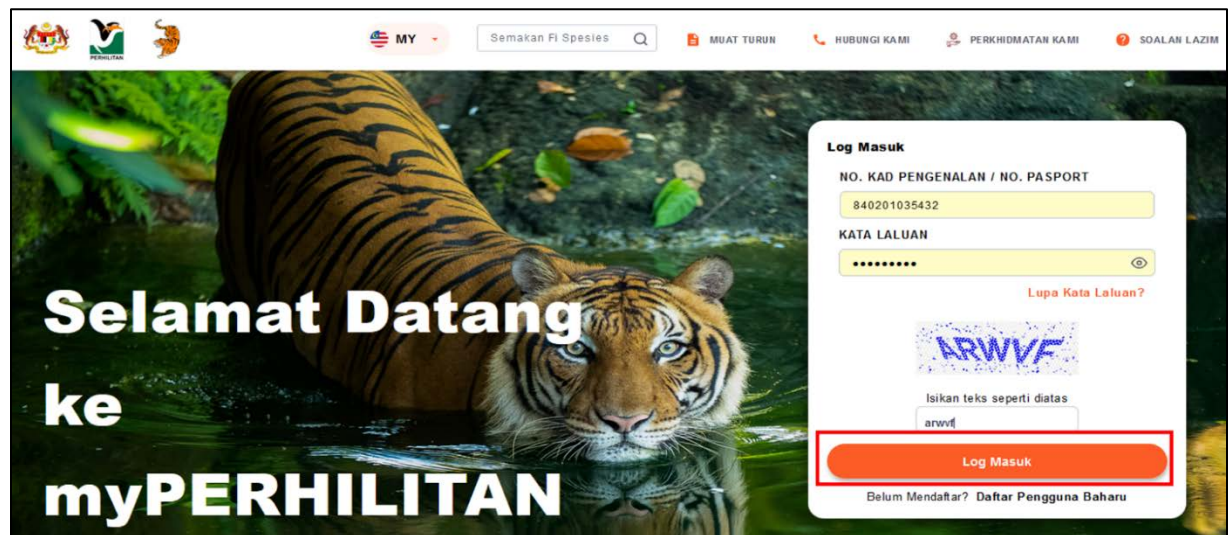 PERHILITAN
MY
Semakan Fi Spesies
MUAT TURUN
HUBUNGI KAMI
PERKHIDMATAN KAMI
SOALAN LAZIM
Selamat Datang
ke
myPERHILITAN
Log Masuk
NO. KAD PENGENALAN / NO. PASPORT
840201035432
KATA LALUAN
•••••••••
Lupa Kata Laluan?
ARWVF
Isikan teks seperti diatas
arwvf
Log Masuk
Belum Mendaftar? Daftar Pengguna Baharu